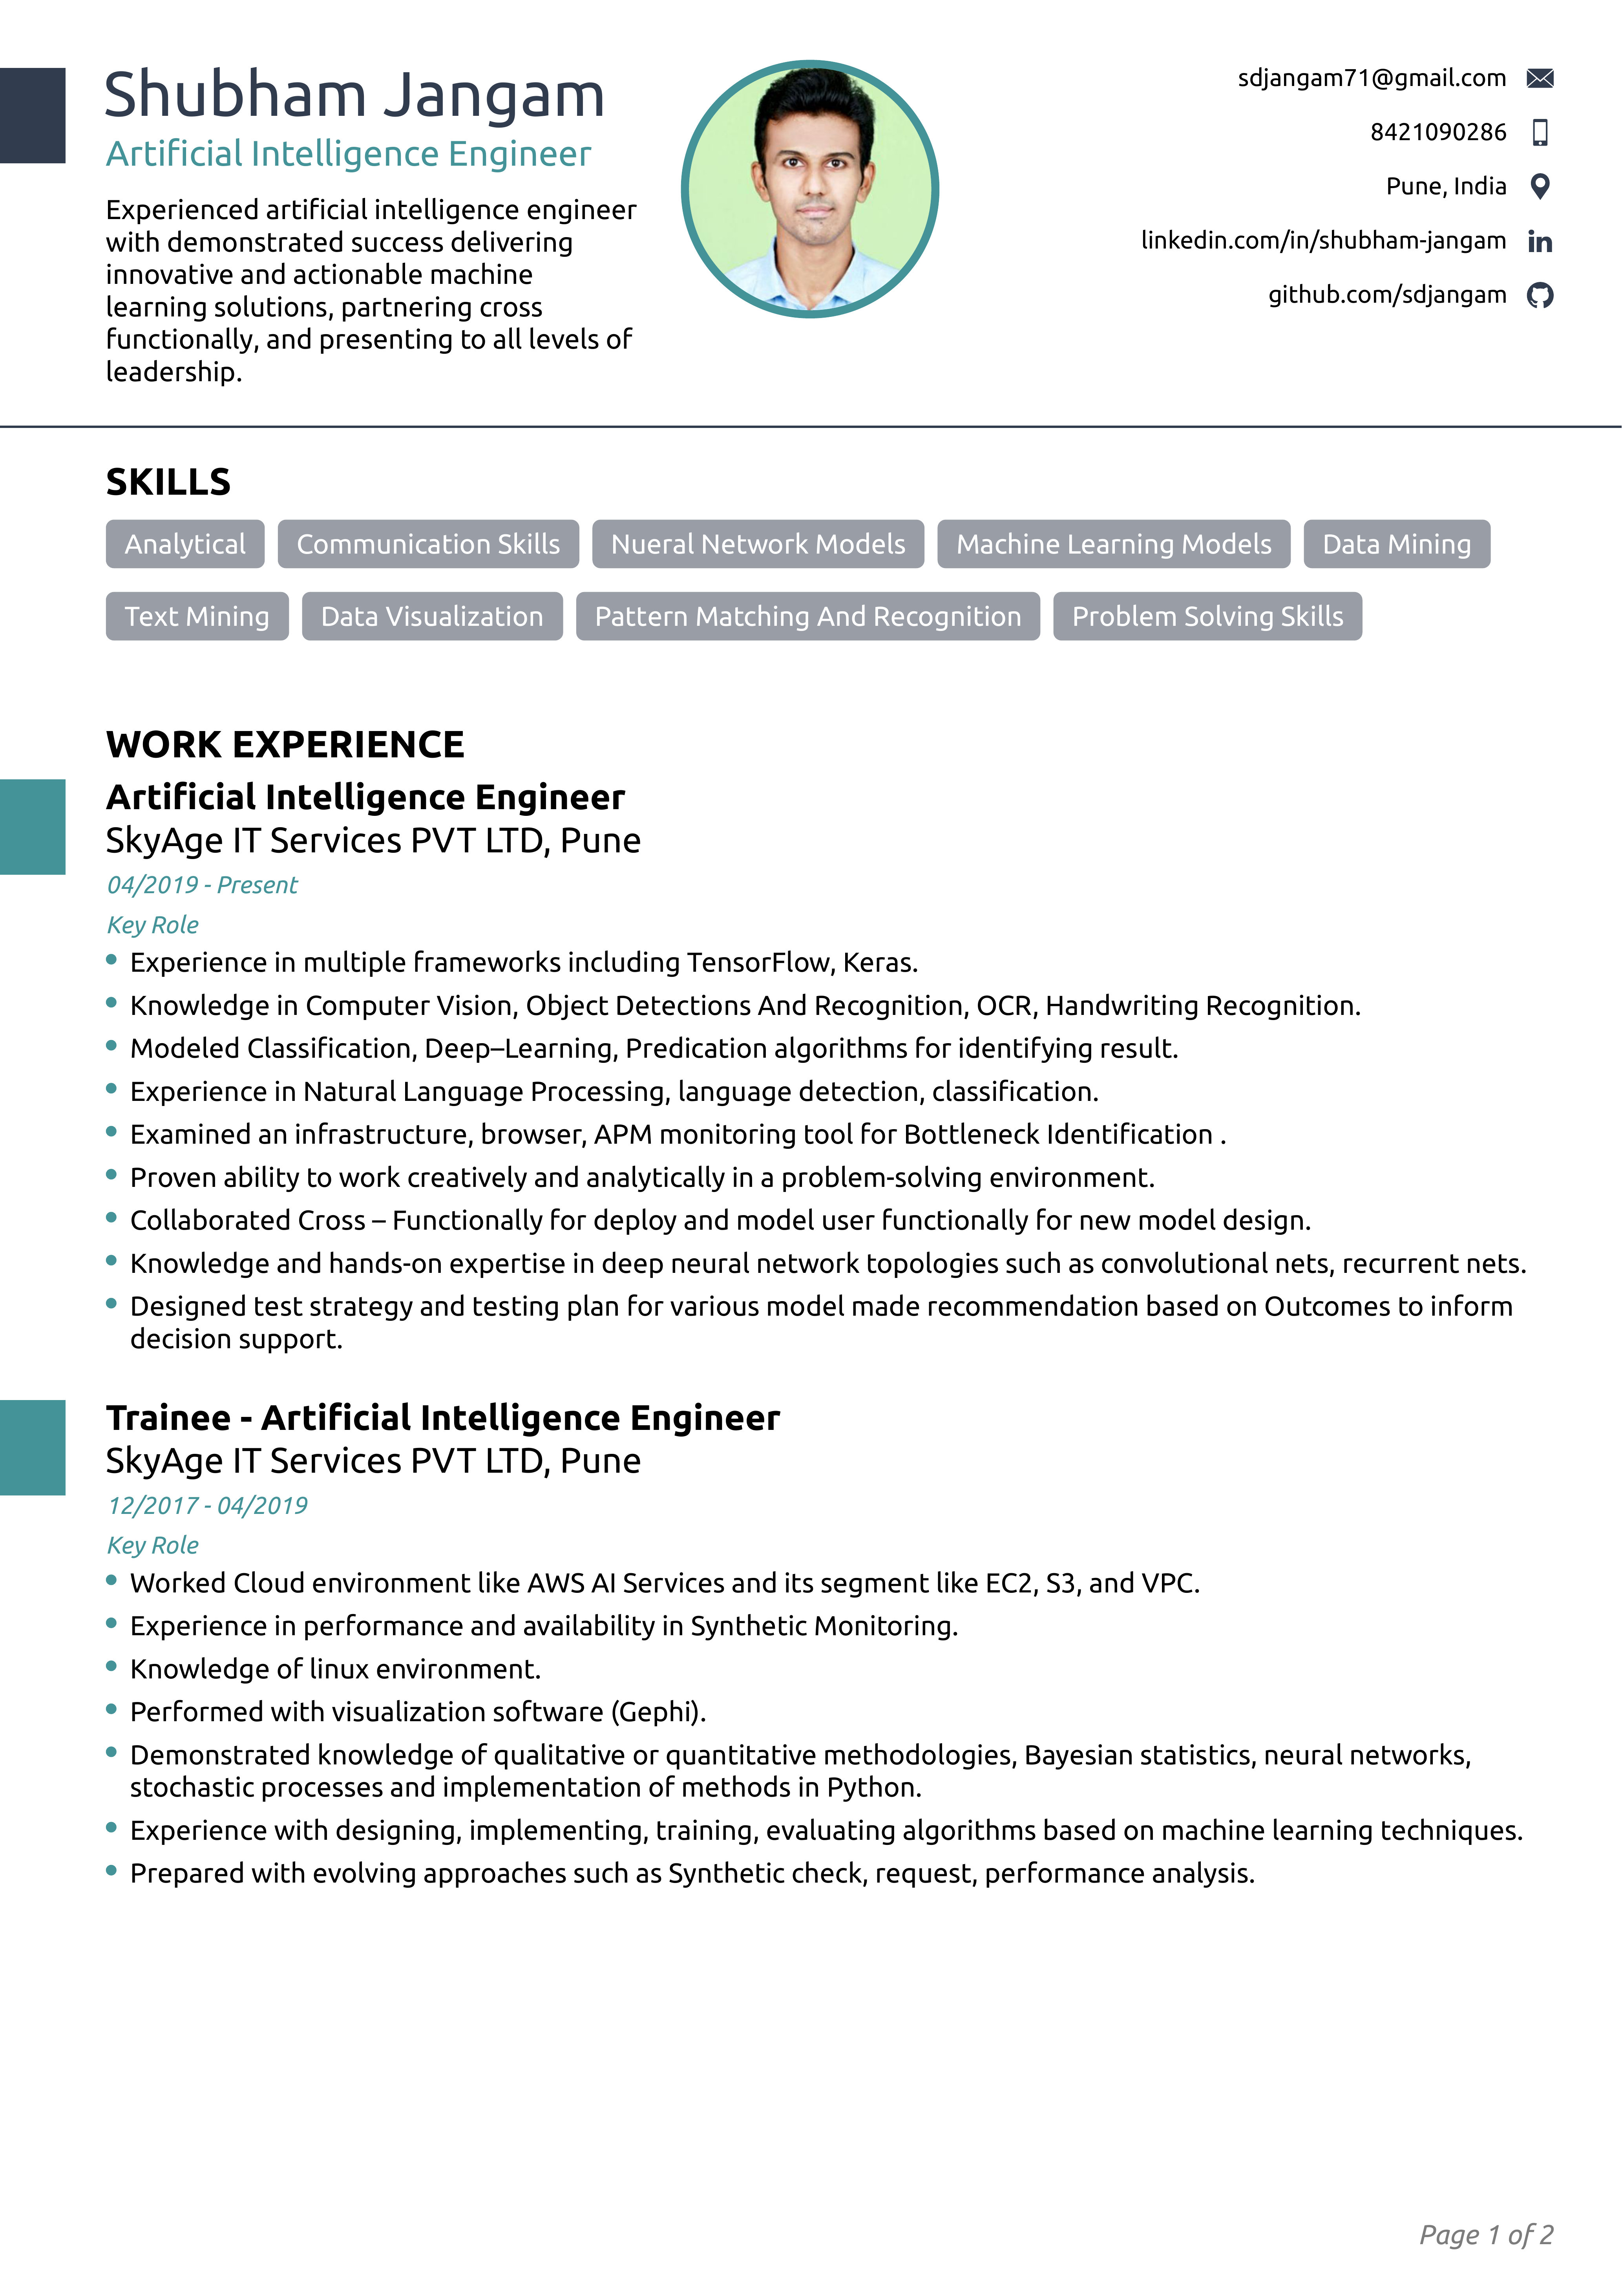 Shubham Jangam
Artificial Intelligence Engineer
Experienced artificial intelligence engineer
with demonstrated success delivering
innovative and actionable machine
learning solutions, partnering cross
functionally, and presenting to all levels of
leadership.
sdjangam71@gmail.com
8421090286
Pune, India
linkedin.com/in/shubham-jangam
github.com/sdjangam
SKILLS
Analytical Communication Skills Nueral Network Models Machine Learning Models Data Mining
Text Mining Data Visualization Pattern Matching And Recognition Problem Solving Skills
WORK EXPERIENCE
Artificial Intelligence Engineer
SkyAge IT Services PVT LTD, Pune
04/2019 - Present
Key Role
• Experience in multiple frameworks including TensorFlow, Keras.
• Knowledge in Computer Vision, Object Detections And Recognition, OCR, Handwriting Recognition.
• Modeled Classification, Deep–Learning, Predication algorithms for identifying result.
• Experience in Natural Language Processing, language detection, classification.
• Examined an infrastructure, browser, APM monitoring tool for Bottleneck Identification .
• Proven ability to work creatively and analytically in a problem-solving environment.
• Collaborated Cross – Functionally for deploy and model user functionally for new model design.
• Knowledge and hands-on expertise in deep neural network topologies such as convolutional nets, recurrent nets.
• Designed test strategy and testing plan for various model made recommendation based on Outcomes to inform
decision support.
Trainee - Artificial Intelligence Engineer
SkyAge IT Services PVT LTD, Pune
12/2017 - 04/2019
Key Role
• Worked Cloud environment like AWS AI Services and its segment like EC2, S3, and VPC.
• Experience in performance and availability in Synthetic Monitoring.
• Knowledge of linux environment.
• Performed with visualization software (Gephi).
• Demonstrated knowledge of qualitative or quantitative methodologies, Bayesian statistics, neural networks,
stochastic processes and implementation of methods in Python.
• Experience with designing, implementing, training, evaluating algorithms based on machine learning techniques.
• Prepared with evolving approaches such as Synthetic check, request, performance analysis.
Page 1 of 2